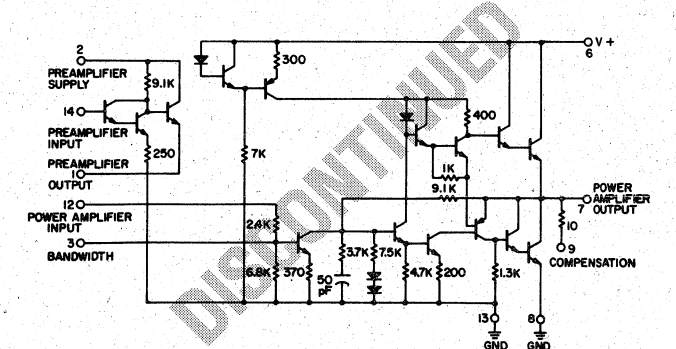 2
PREAMPLIFIER
SUPPLY
9.1K
14
PREAMPLIFIER
INPUT
250
PREAMPLIFIER
1
OUTPUT
12
POWER AMPLIFIER
INPUT
2.4K
3
BANDWIDTH
6.8K
370
7K
300
V +
6
400
1K
9.1K
POWER
AMPLIFIER
7 OUTPUT
10
9
COMPENSATION
3.7K
7.5K
50
pF
4.7K
200
1.3K
13
GND
8
GND
DISCONTINUED